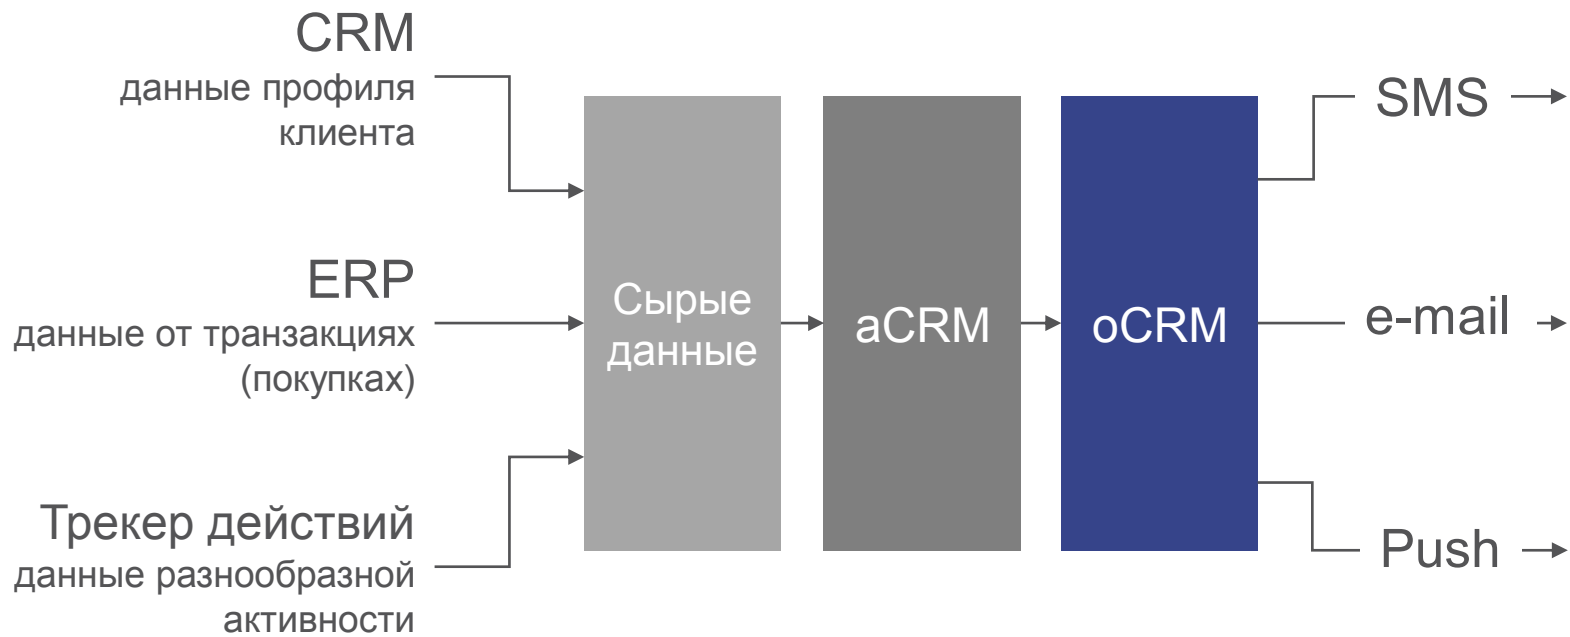 CRM
данные профиля
клиента
ERP
данные от транзакциях
(покупках)
Трекер действий
данные разнообразной
активности
Сырые
данные
aCRM
oCRM
SMS
e-mail
Push